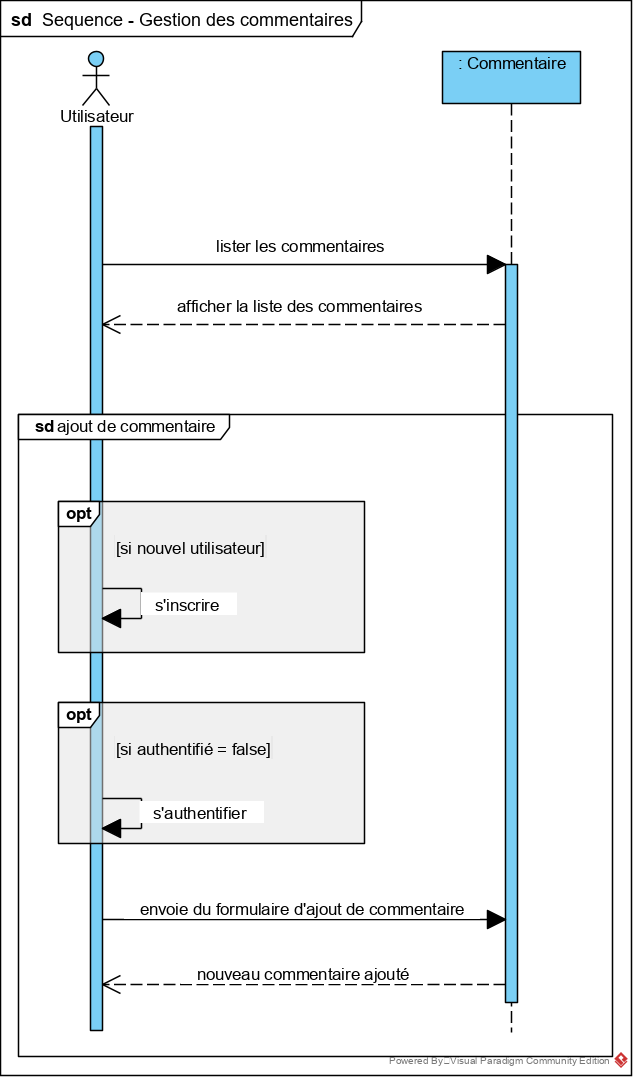 sd Sequence - Gestion des commentaires
: Commentaire
Utilisateur
lister les commentaires
afficher la liste des commentaires
sd ajout de commentaire
opt
[si nouvel utilisateur]
s'inscrire
opt
[si authentifié = false]
s'authentifier
envoie du formulaire d'ajout de commentaire
nouveau commentaire ajouté
Powered By Visual Paradigm Community Edition